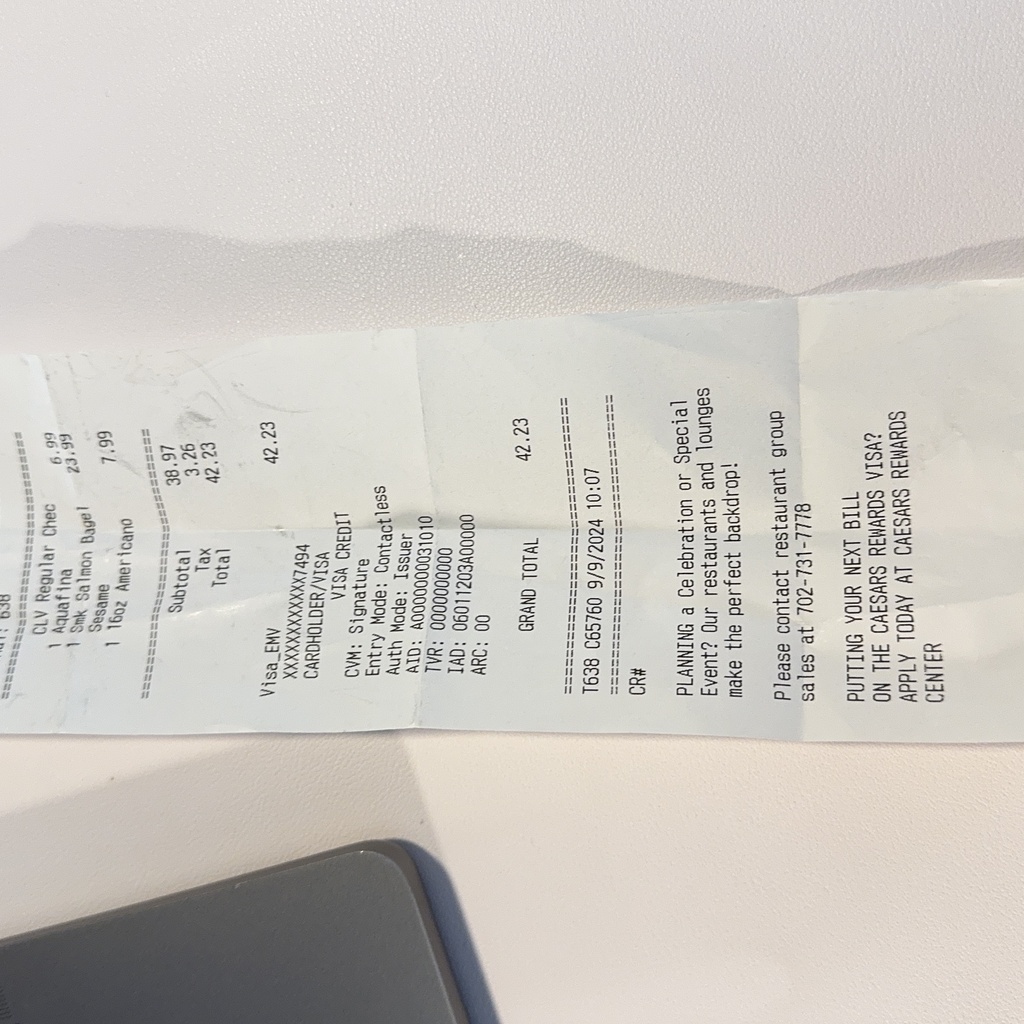 638
==============================
CLV Regular Chec
1 Aquafina 6.99
1 Smk Salmon Bagel 23.99
Sesame
1 16oz Americano 7.99
==============================
Subtotal 38.97
Tax 3.26
Total 42.23
Visa_EMV 42.23
XXXXXXXXXXXX7494
CARDHOLDER/VISA
VISA CREDIT
CVM: Signature
Entry Mode: Contactless
Auth Mode: Issuer
AID: A0000000031010
TVR: 0000000000
IAD: 06011203A00000
ARC: 00
GRAND TOTAL 42.23
==============================
T638 C65760 9/9/2024 10:07
==============================
CR#
PLANNING a Celebration or Special
Event? Our restaurants and lounges
make the perfect backdrop!
Please contact restaurant group
sales at 702-731-7778
PUTTING YOUR NEXT BILL
ON THE CAESARS REWARDS VISA?
APPLY TODAY AT CAESARS REWARDS
CENTER